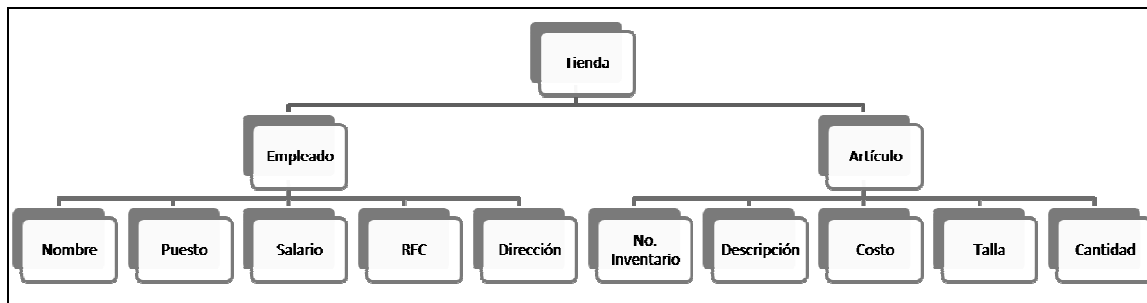 Tienda
Empleado
Artículo
Nombre
Puesto
Salario
RFC
Dirección
No.
Inventario
Descripción
Costo
Talla
Cantidad